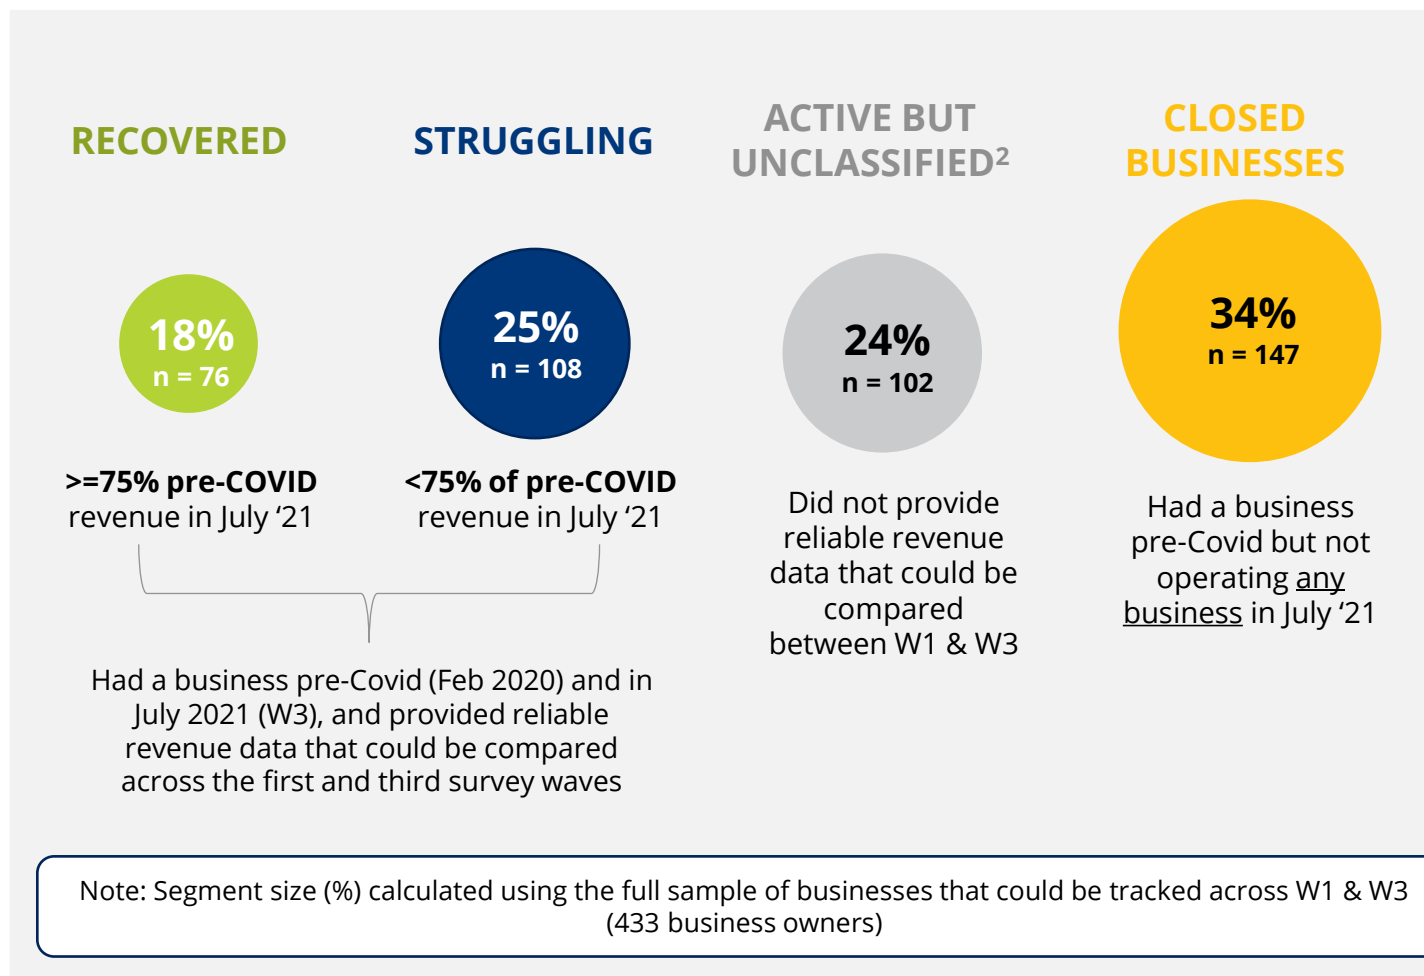 RECOVERED
STRUGGLING
ACTIVE BUT
UNCLASSIFIED²
CLOSED
BUSINESSES
18%
n = 76
25%
n = 108
24%
n = 102
34%
n = 147
>=75% pre-COVID
revenue in July ‘21
<75% of pre-COVID
revenue in July ‘21
Had a business pre-Covid (Feb 2020) and in
July 2021 (W3), and provided reliable
revenue data that could be compared
across the first and third survey waves
Did not provide
reliable revenue
data that could be
compared
between W1 & W3
Had a business
pre-Covid but not
operating any
business in July ‘21
Note: Segment size (%) calculated using the full sample of businesses that could be tracked across W1 & W3
(433 business owners)